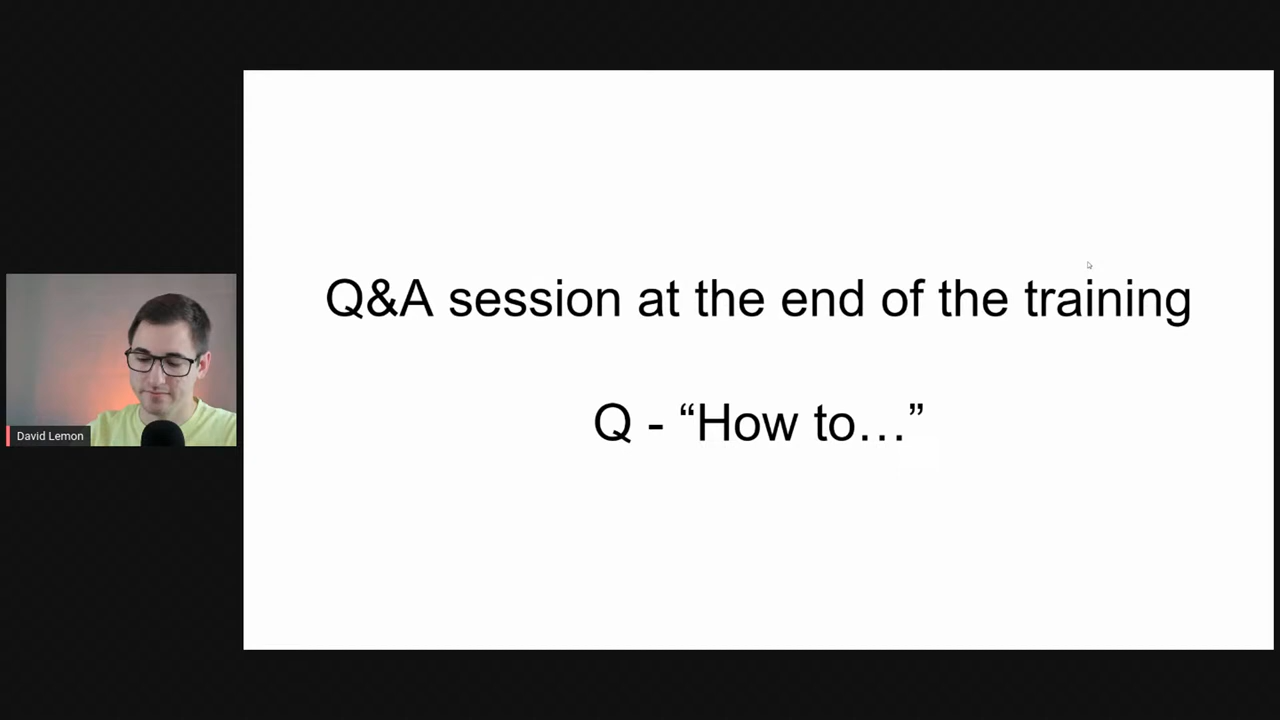 Q&A session at the end of the training
Q - “How to…”
David Lemon